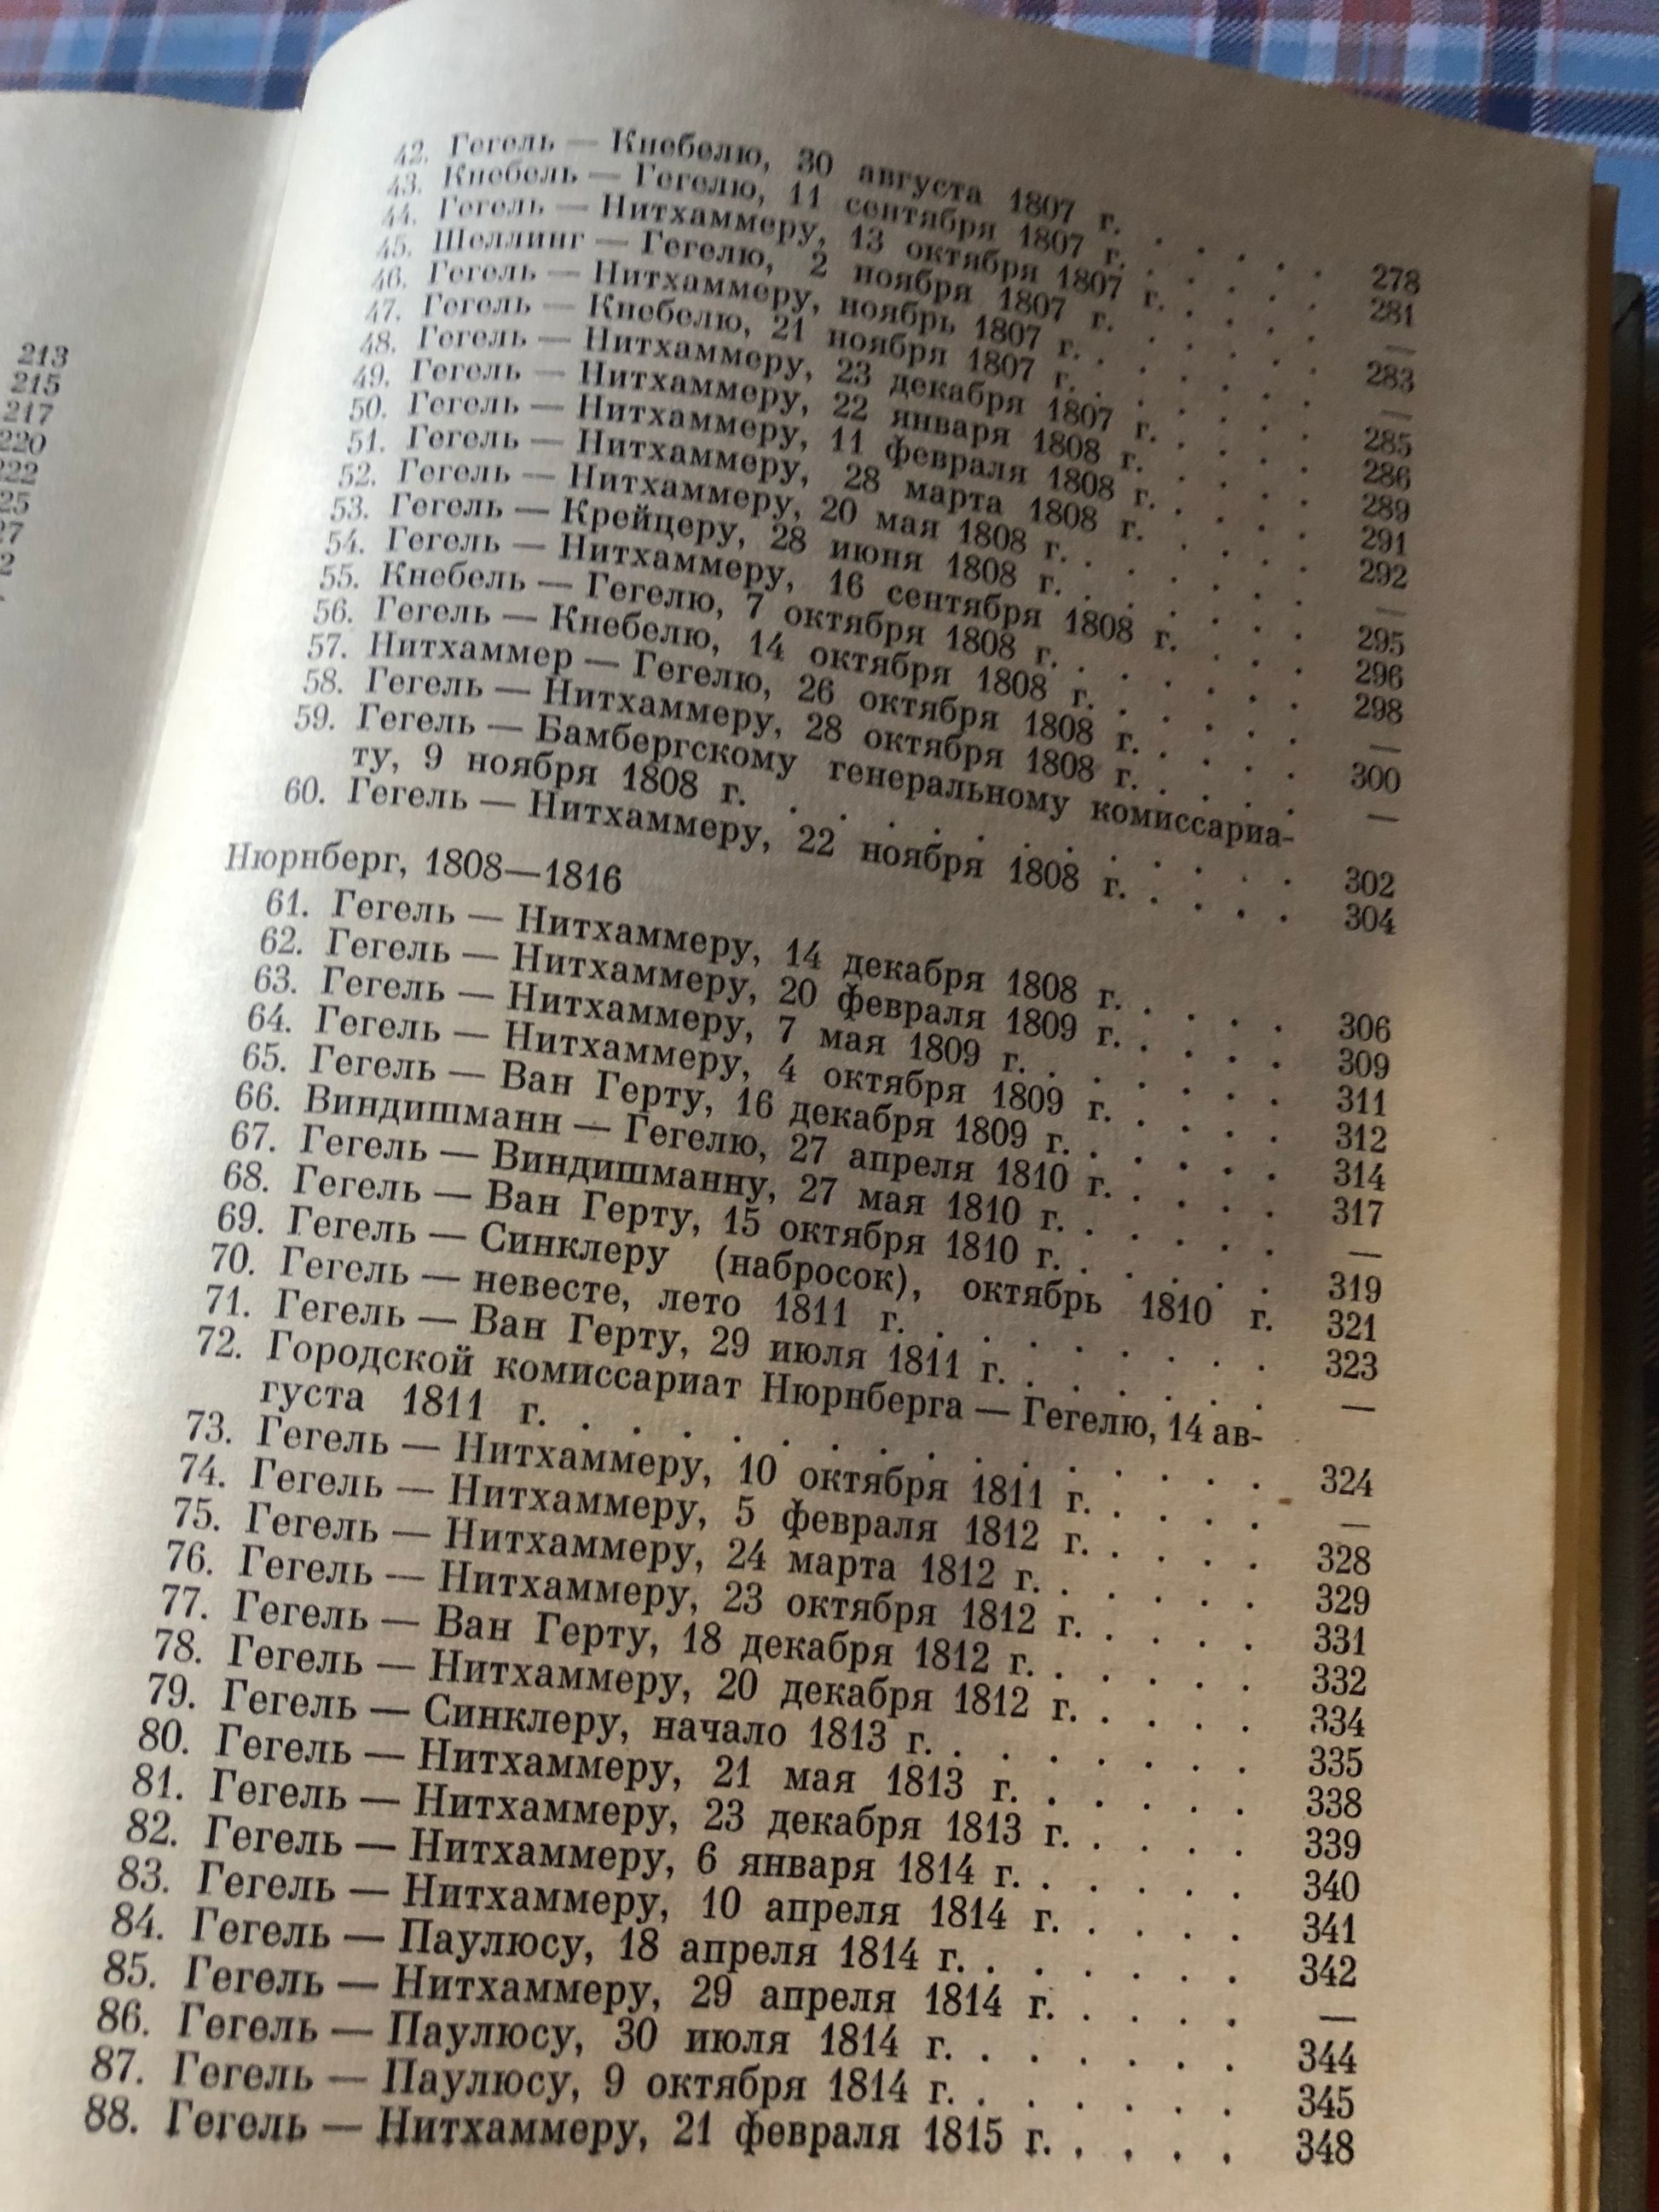 213
215
217
220
222
25
27
2
42. Гегель — Кнебелю, 30 августа 1807 г. . . . . 278
43. Кнебель — Гегелю, 11 сентября 1807 г. . . . . 281
44. Гегель — Нитхаммеру, 13 октября 1807 г. . . . . —
45. Шеллинг — Гегелю, 2 ноября 1807 г. . . . . 283
46. Гегель — Нитхаммеру, ноябрь 1807 г. . . . . —
47. Гегель — Кнебелю, 21 ноября 1807 г. . . . . 285
48. Гегель — Нитхаммеру, 23 декабря 1807 г. . . . . 286
49. Гегель — Нитхаммеру, 22 января 1808 г. . . . . 289
50. Гегель — Нитхаммеру, 11 февраля 1808 г. . . . . 291
51. Гегель — Нитхаммеру, 28 марта 1808 г. . . . . 292
52. Гегель — Нитхаммеру, 20 мая 1808 г. . . . . —
53. Гегель — Крейцеру, 28 июня 1808 г. . . . . 295
54. Гегель — Нитхаммеру, 16 сентября 1808 г. . . . 296
55. Кнебель — Гегелю, 7 октября 1808 г. . . . . 298
56. Гегель — Кнебелю, 14 октября 1808 г. . . . . —
57. Нитхаммер — Гегелю, 26 октября 1808 г. . . . . 300
58. Гегель — Нитхаммеру, 28 октября 1808 г. . . . . —
59. Гегель — Бамбергскому генеральному комиссариа-
ту, 9 ноября 1808 г. . . . . . . . . . . 302
60. Гегель — Нитхаммеру, 22 ноября 1808 г. . . . . 304
Нюрнберг, 1808—1816
61. Гегель — Нитхаммеру, 14 декабря 1808 г. . . . . 306
62. Гегель — Нитхаммеру, 20 февраля 1809 г. . . . . 309
63. Гегель — Нитхаммеру, 7 мая 1809 г. . . . . . 311
64. Гегель — Нитхаммеру, 4 октября 1809 г. . . . . 312
65. Гегель — Ван Герту, 16 декабря 1809 г. . . . . . 314
66. Виндишманн — Гегелю, 27 апреля 1810 г. . . . . 317
67. Гегель — Виндишманну, 27 мая 1810 г. . . . . . —
68. Гегель — Ван Герту, 15 октября 1810 г. . . . . . 319
69. Гегель — Синклеру (набросок), октябрь 1810 г. 321
70. Гегель — невесте, лето 1811 г. . . . . . . . 323
71. Гегель — Ван Герту, 29 июля 1811 г. . . . . . —
72. Городской комиссариат Нюрнберга — Гегелю, 14 ав-
густа 1811 г. . . . . . . . . . . . . . 324
73. Гегель — Нитхаммеру, 10 октября 1811 г. . . . . —
74. Гегель — Нитхаммеру, 5 февраля 1812 г. . . . . 328
75. Гегель — Нитхаммеру, 24 марта 1812 г. . . . . . 329
76. Гегель — Нитхаммеру, 23 октября 1812 г. . . . . 331
77. Гегель — Ван Герту, 18 декабря 1812 г. . . . . . 332
78. Гегель — Нитхаммеру, 20 декабря 1812 г. . . . . 334
79. Гегель — Синклеру, начало 1813 г. . . . . . . 335
80. Гегель — Нитхаммеру, 21 мая 1813 г. . . . . . 338
81. Гегель — Нитхаммеру, 23 декабря 1813 г. . . . . 339
82. Гегель — Нитхаммеру, 6 января 1814 г. . . . . . 340
83. Гегель — Нитхаммеру, 10 апреля 1814 г. . . . . 341
84. Гегель — Паулюсу, 18 апреля 1814 г. . . . . . . 342
85. Гегель — Нитхаммеру, 29 апреля 1814 г. . . . . —
86. Гегель — Паулюсу, 30 июля 1814 г. . . . . . . 344
87. Гегель — Паулюсу, 9 октября 1814 г. . . . . . . 345
88. Гегель — Нитхаммеру, 21 февраля 1815 г. . . . . 348